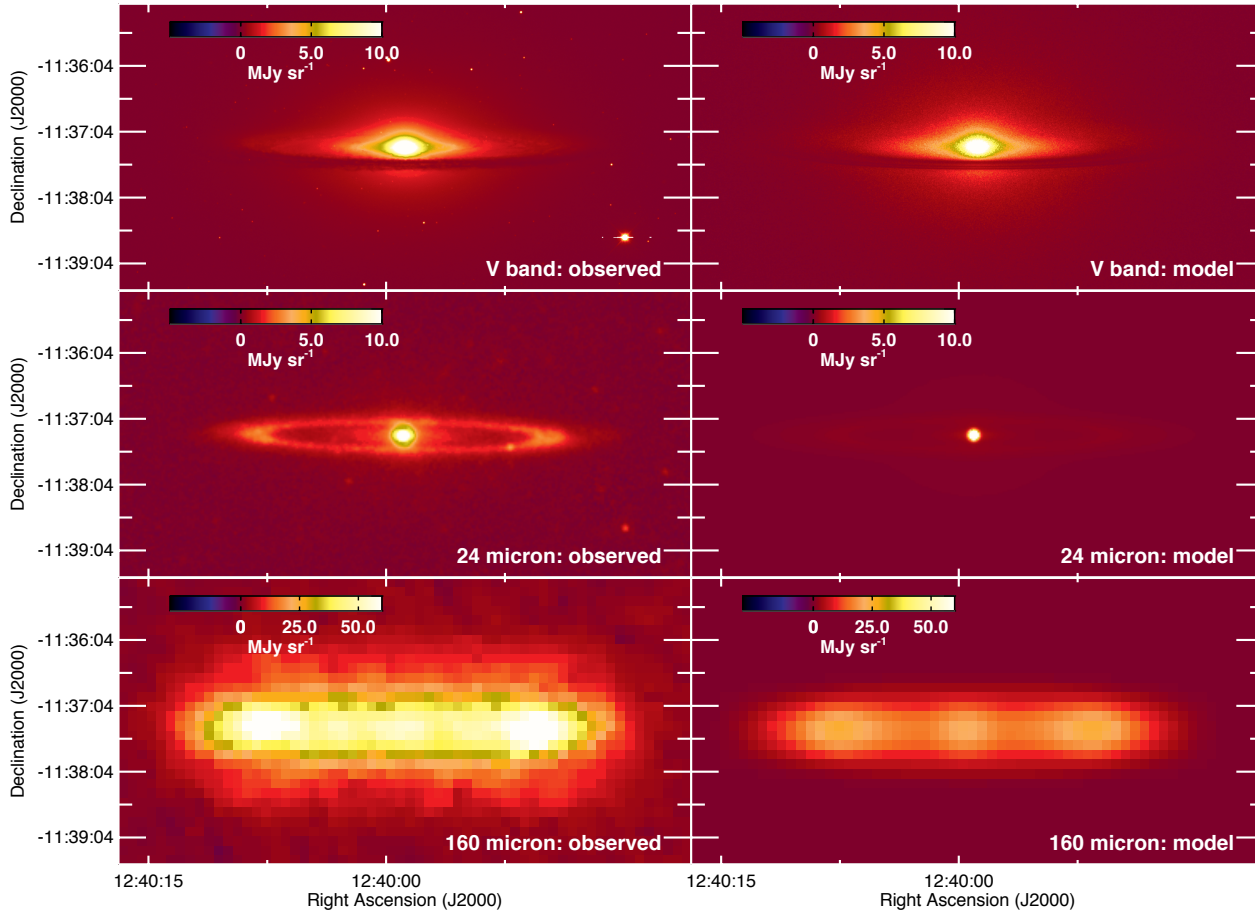 0 5.0 10.0
MJy sr⁻¹
V band: observed
0 5.0 10.0
MJy sr⁻¹
V band: model
-11:36:04
-11:37:04
-11:38:04
-11:39:04
Declination (J2000)
0 5.0 10.0
MJy sr⁻¹
24 micron: observed
0 5.0 10.0
MJy sr⁻¹
24 micron: model
-11:36:04
-11:37:04
-11:38:04
-11:39:04
Declination (J2000)
0 25.0 50.0
MJy sr⁻¹
160 micron: observed
0 25.0 50.0
MJy sr⁻¹
160 micron: model
-11:36:04
-11:37:04
-11:38:04
-11:39:04
Declination (J2000)
12:40:15 12:40:00
Right Ascension (J2000)
12:40:15 12:40:00
Right Ascension (J2000)